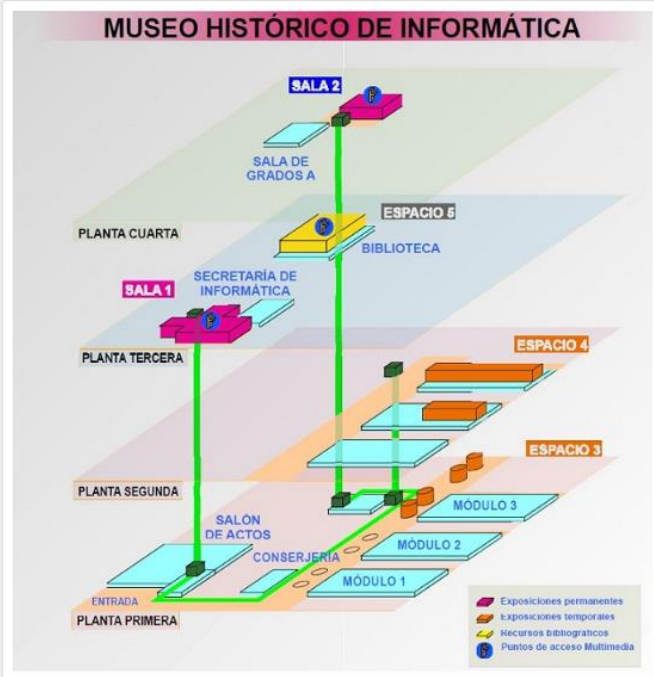 MUSEO HISTÓRICO DE INFORMÁTICA
SALA 2
SALA DE
GRADOS A
PLANTA CUARTA
ESPACIO 5
BIBLIOTECA
SECRETARÍA DE
INFORMÁTICA
SALA 1
PLANTA TERCERA
ESPACIO 4
ESPACIO 3
PLANTA SEGUNDA
SALÓN
DE ACTOS
MÓDULO 3
MÓDULO 2
CONSERJERÍA
MÓDULO 1
ENTRADA
PLANTA PRIMERA
Exposiciones permanentes
Exposiciones temporales
Recursos bibliográficos
Puntos de acceso Multimedia